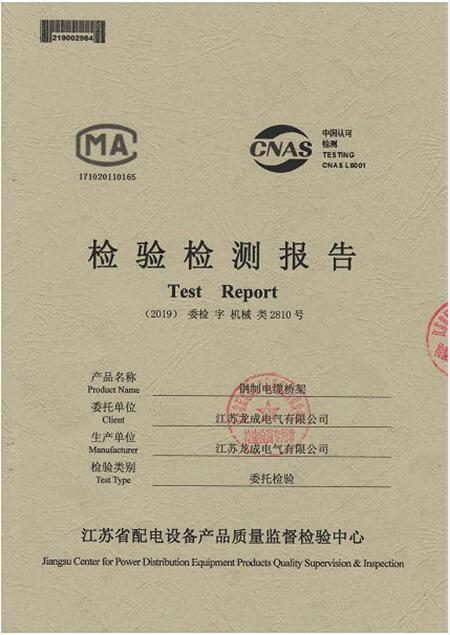 219002984
MA
171020110165
CNAS
中国认可
检测
TESTING
CNAS L0001
检验检测报告
Test Report
（2019） 委检 字 机械 类2810 号
产品名称
Product Name
钢制电缆桥架
委托单位
Client
江苏龙成电气有限公司
生产单位
Manufacturer
江苏龙成电气有限公司
检验类别
Test Type
委托检验
江苏省配电设备产品质量监督检验中心
Jiangsu Center for Power Distribution Equipment Products Quality Supervision & Inspection